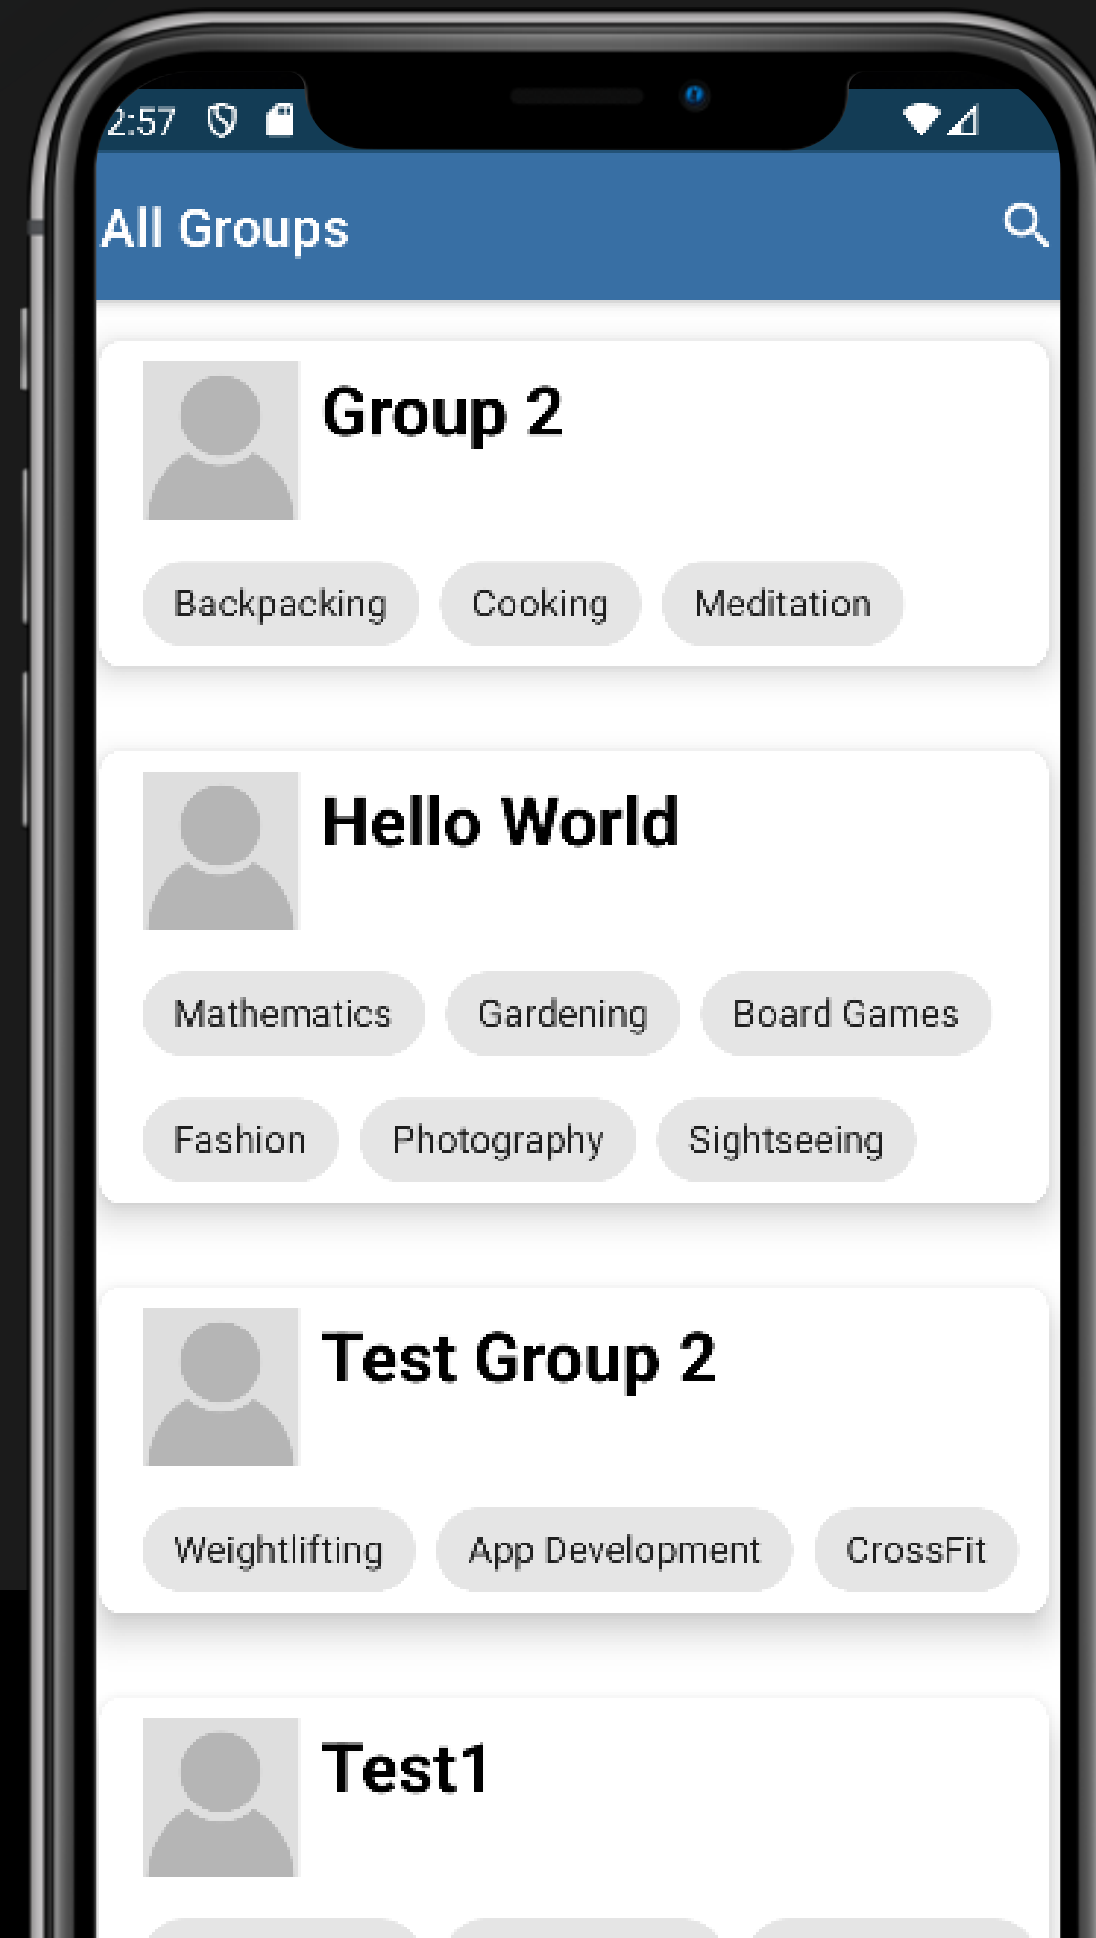 2:57
All Groups
Group 2
Backpacking Cooking Meditation
Hello World
Mathematics Gardening Board Games
Fashion Photography Sightseeing
Test Group 2
Weightlifting App Development CrossFit
Test1